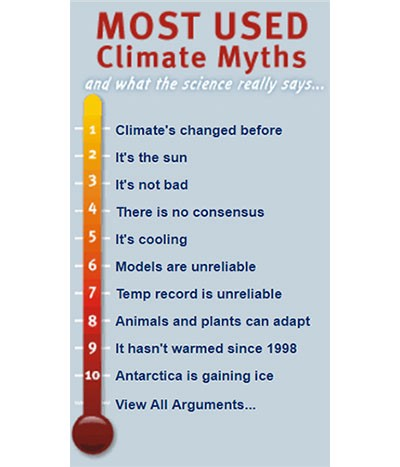 MOST USED
Climate Myths
and what the science really says...
1 Climate's changed before
2 It's the sun
3 It's not bad
4 There is no consensus
5 It's cooling
6 Models are unreliable
7 Temp record is unreliable
8 Animals and plants can adapt
9 It hasn't warmed since 1998
10 Antarctica is gaining ice
View All Arguments...